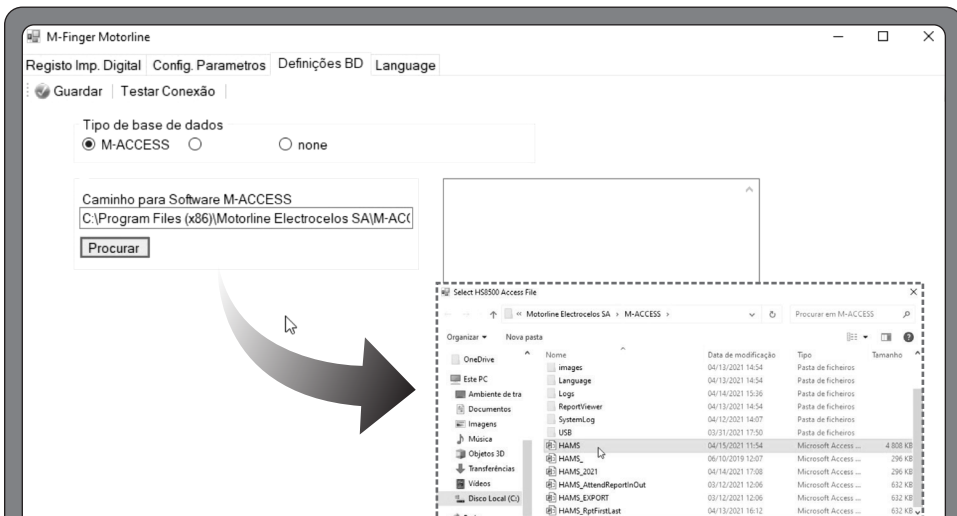 M-Finger Motorline
Registo Imp. Digital Config. Parametros Definições BD Language
Guardar Testar Conexão
Tipo de base de dados
M-ACCESS none
Caminho para Software M-ACCESS
C:\Program Files (x86)\Motorline Electrocelos SA\M-AC
Procurar
Select HS8500 Access File
« Motorline Electrocelos SA › M-ACCESS › Procurar em M-ACCESS
Organizar Nova pasta
Nome Data de modificação Tipo Tamanho
OneDrive
Este PC
Ambiente de tra
Documentos
Imagens
Música
Objetos 3D
Transferências
Vídeos
Disco Local (C:)
images 04/13/2021 14:54 Pasta de ficheiros
Language 04/13/2021 14:54 Pasta de ficheiros
Logs 04/14/2021 15:36 Pasta de ficheiros
ReportViewer 04/13/2021 14:54 Pasta de ficheiros
SystemLog 04/12/2021 14:07 Pasta de ficheiros
USB 03/31/2021 17:50 Pasta de ficheiros
HAMS 04/15/2021 11:54 Microsoft Access ... 4 808 KB
HAMS_ 06/10/2019 12:07 Microsoft Access ... 296 KB
HAMS_2021 04/14/2021 17:08 Microsoft Access ... 296 KB
HAMS_AttendReportInOut 03/12/2021 12:06 Microsoft Access ... 632 KB
HAMS_EXPORT 03/12/2021 12:06 Microsoft Access ... 632 KB
HAMS_RptFirstLast 04/13/2021 16:12 Microsoft Access ... 632 KB